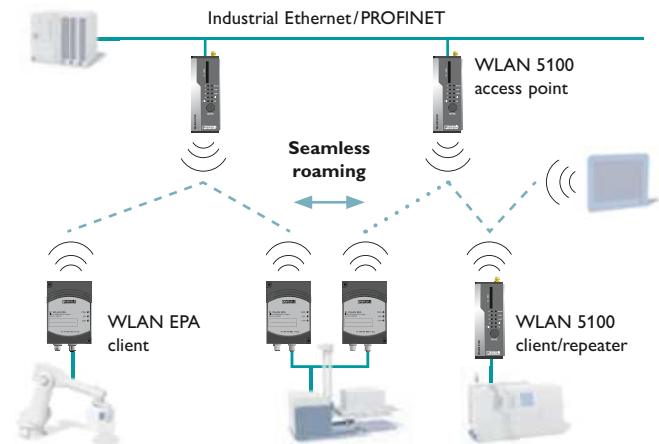 Industrial Ethernet/PROFINET
WLAN 5100
access point
Seamless
roaming
WLAN EPA
client
WLAN 5100
client/repeater